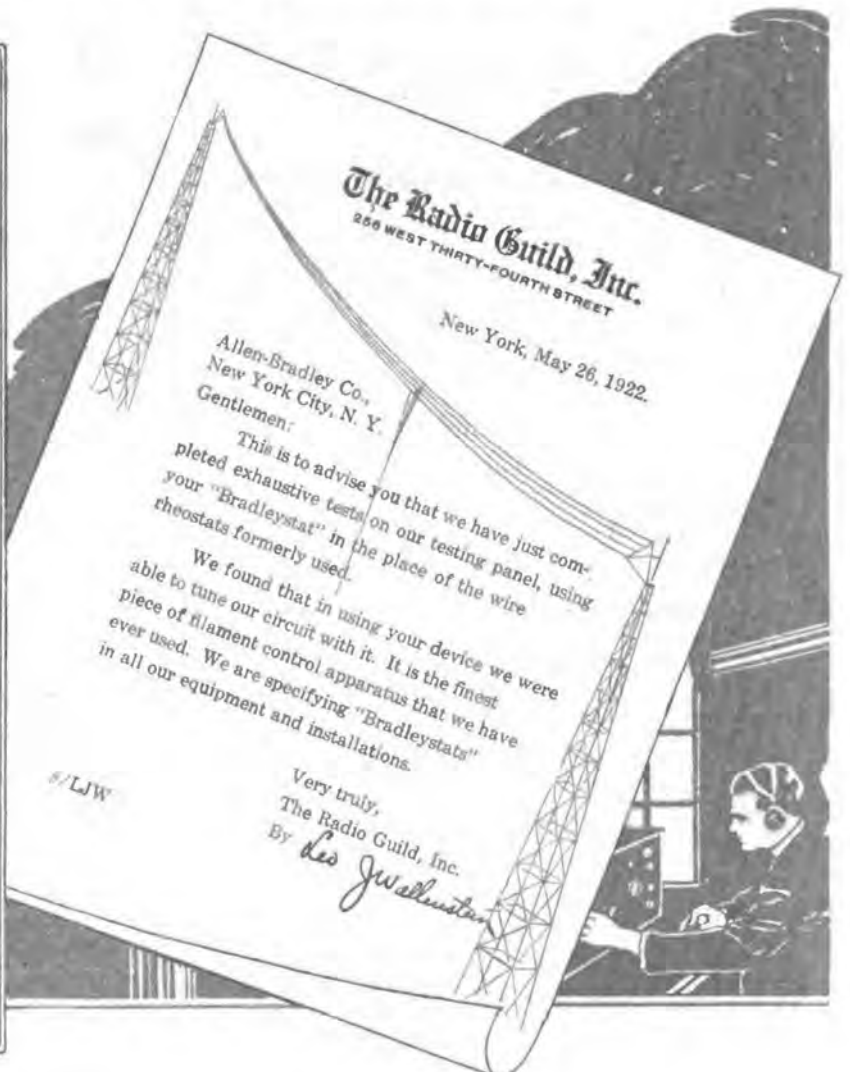 The Radio Guild, Inc.
256 WEST THIRTY-FOURTH STREET
New York, May 26, 1922.
Allen-Bradley Co.,
New York City, N. Y.
Gentlemen:
This is to advise you that we have just com-
pleted exhaustive tests on our testing panel, using
your "Bradleystat" in the place of the wire
rheostats formerly used.
We found that in using your device we were
able to tune our circuit with it. It is the finest
piece of filament control apparatus that we have
ever used. We are specifying "Bradleystats"
in all our equipment and installations.
Very truly,
The Radio Guild, Inc.
By Leo J Wallenstein
/LJW